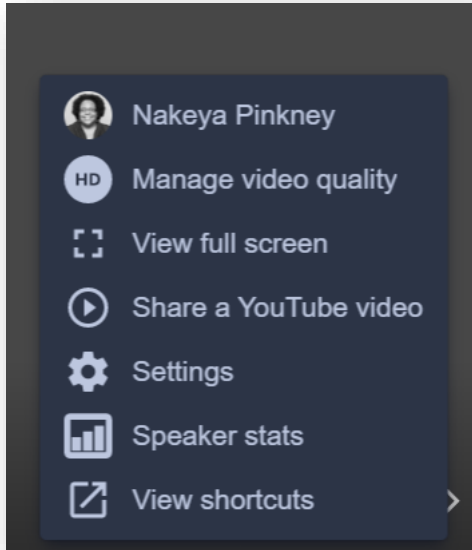 Nakeya Pinkney
HD Manage video quality
View full screen
Share a YouTube video
Settings
Speaker stats
View shortcuts